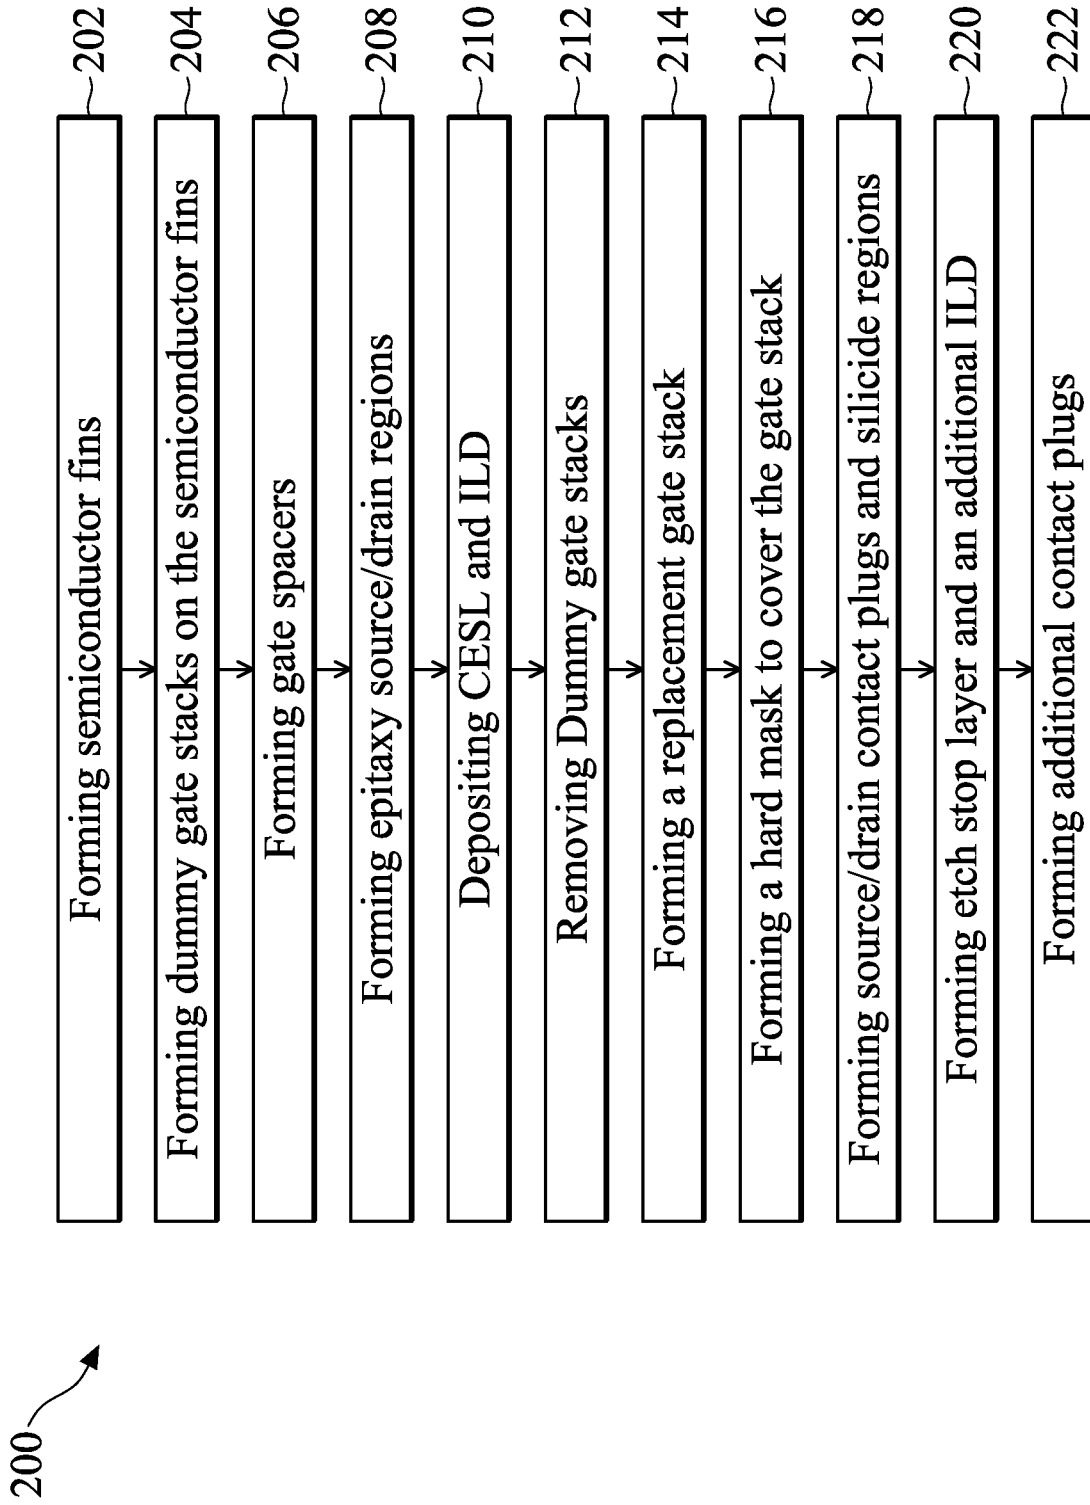 200
Forming semiconductor fins 202
Forming dummy gate stacks on the semiconductor fins 204
Forming gate spacers 206
Forming epitaxy source/drain regions 208
Depositing CESL and ILD 210
Removing Dummy gate stacks 212
Forming a replacement gate stack 214
Forming a hard mask to cover the gate stack 216
Forming source/drain contact plugs and silicide regions 218
Forming etch stop layer and an additional ILD 220
Forming additional contact plugs 222